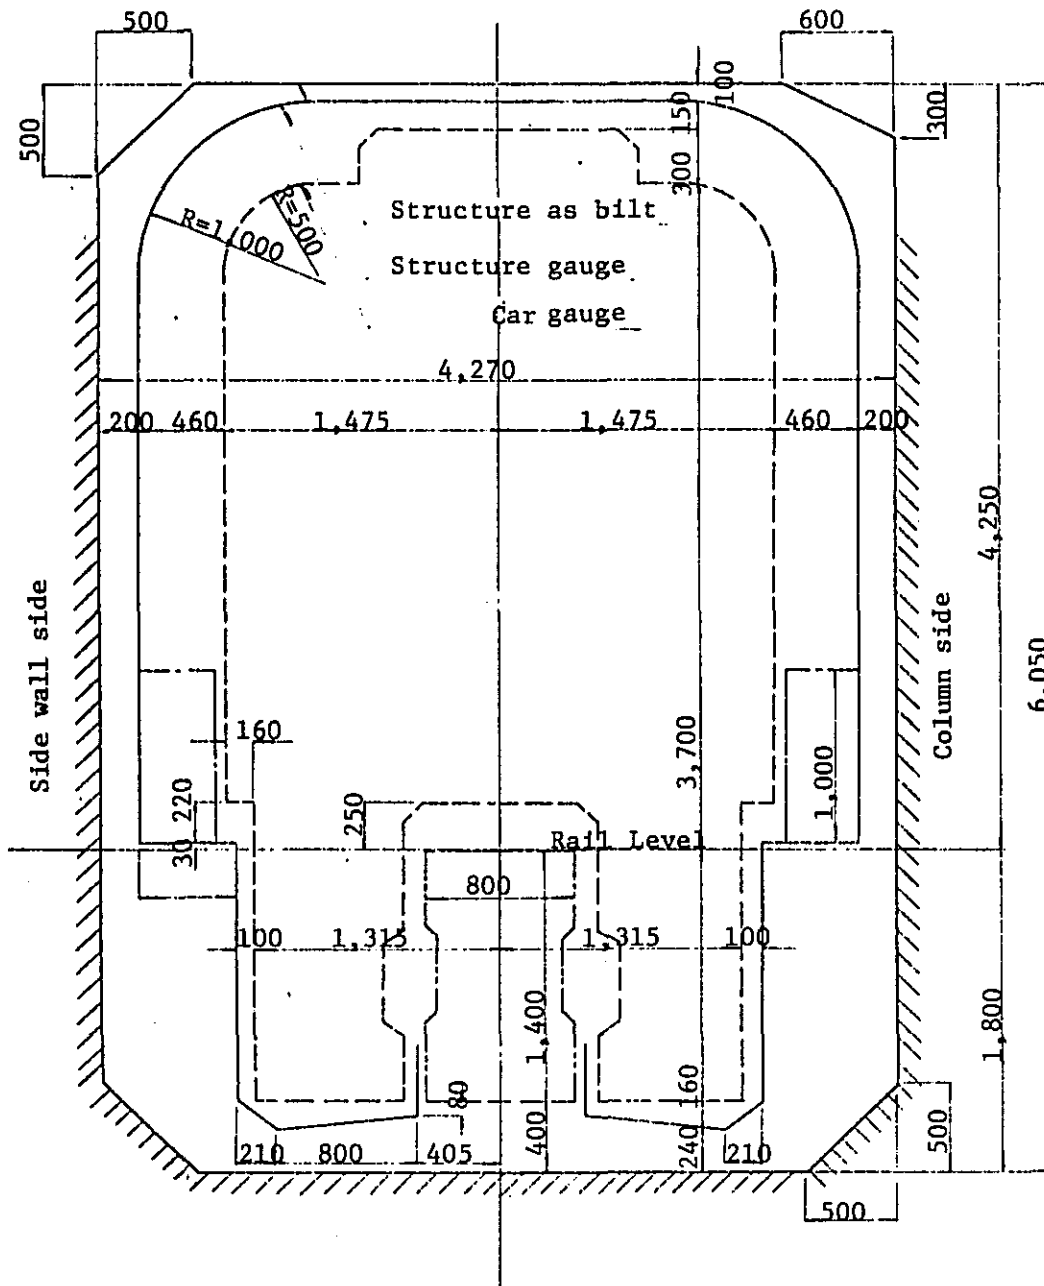 500
600
100
500
150
300
300
R=1,000
R=500
Structure as bilt
Structure gauge
Car gauge
4,270
200 460 1,475 1,475 460 200
4,250
Side wall side
Column side
6,050
160
3,700
1,000
220
250
30
Rail Level
800
100 1,315 1,315 100
1,400
1,800
80
160
400
240
500
210 800 405 210
500